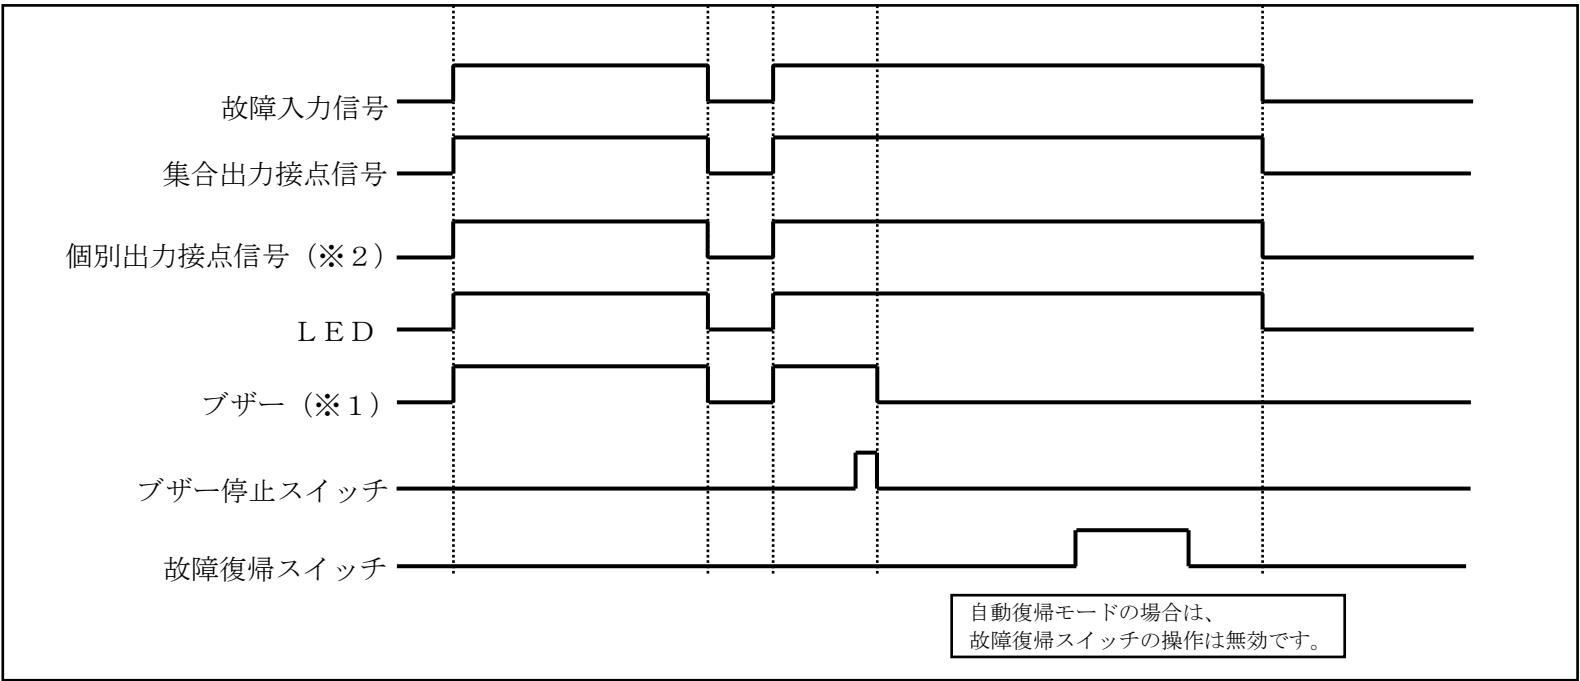 故障入力信号
集合出力接点信号
個別出力接点信号（※２）
ＬＥＤ
ブザー（※１）
ブザー停止スイッチ
故障復帰スイッチ
自動復帰モードの場合は、
故障復帰スイッチの操作は無効です。